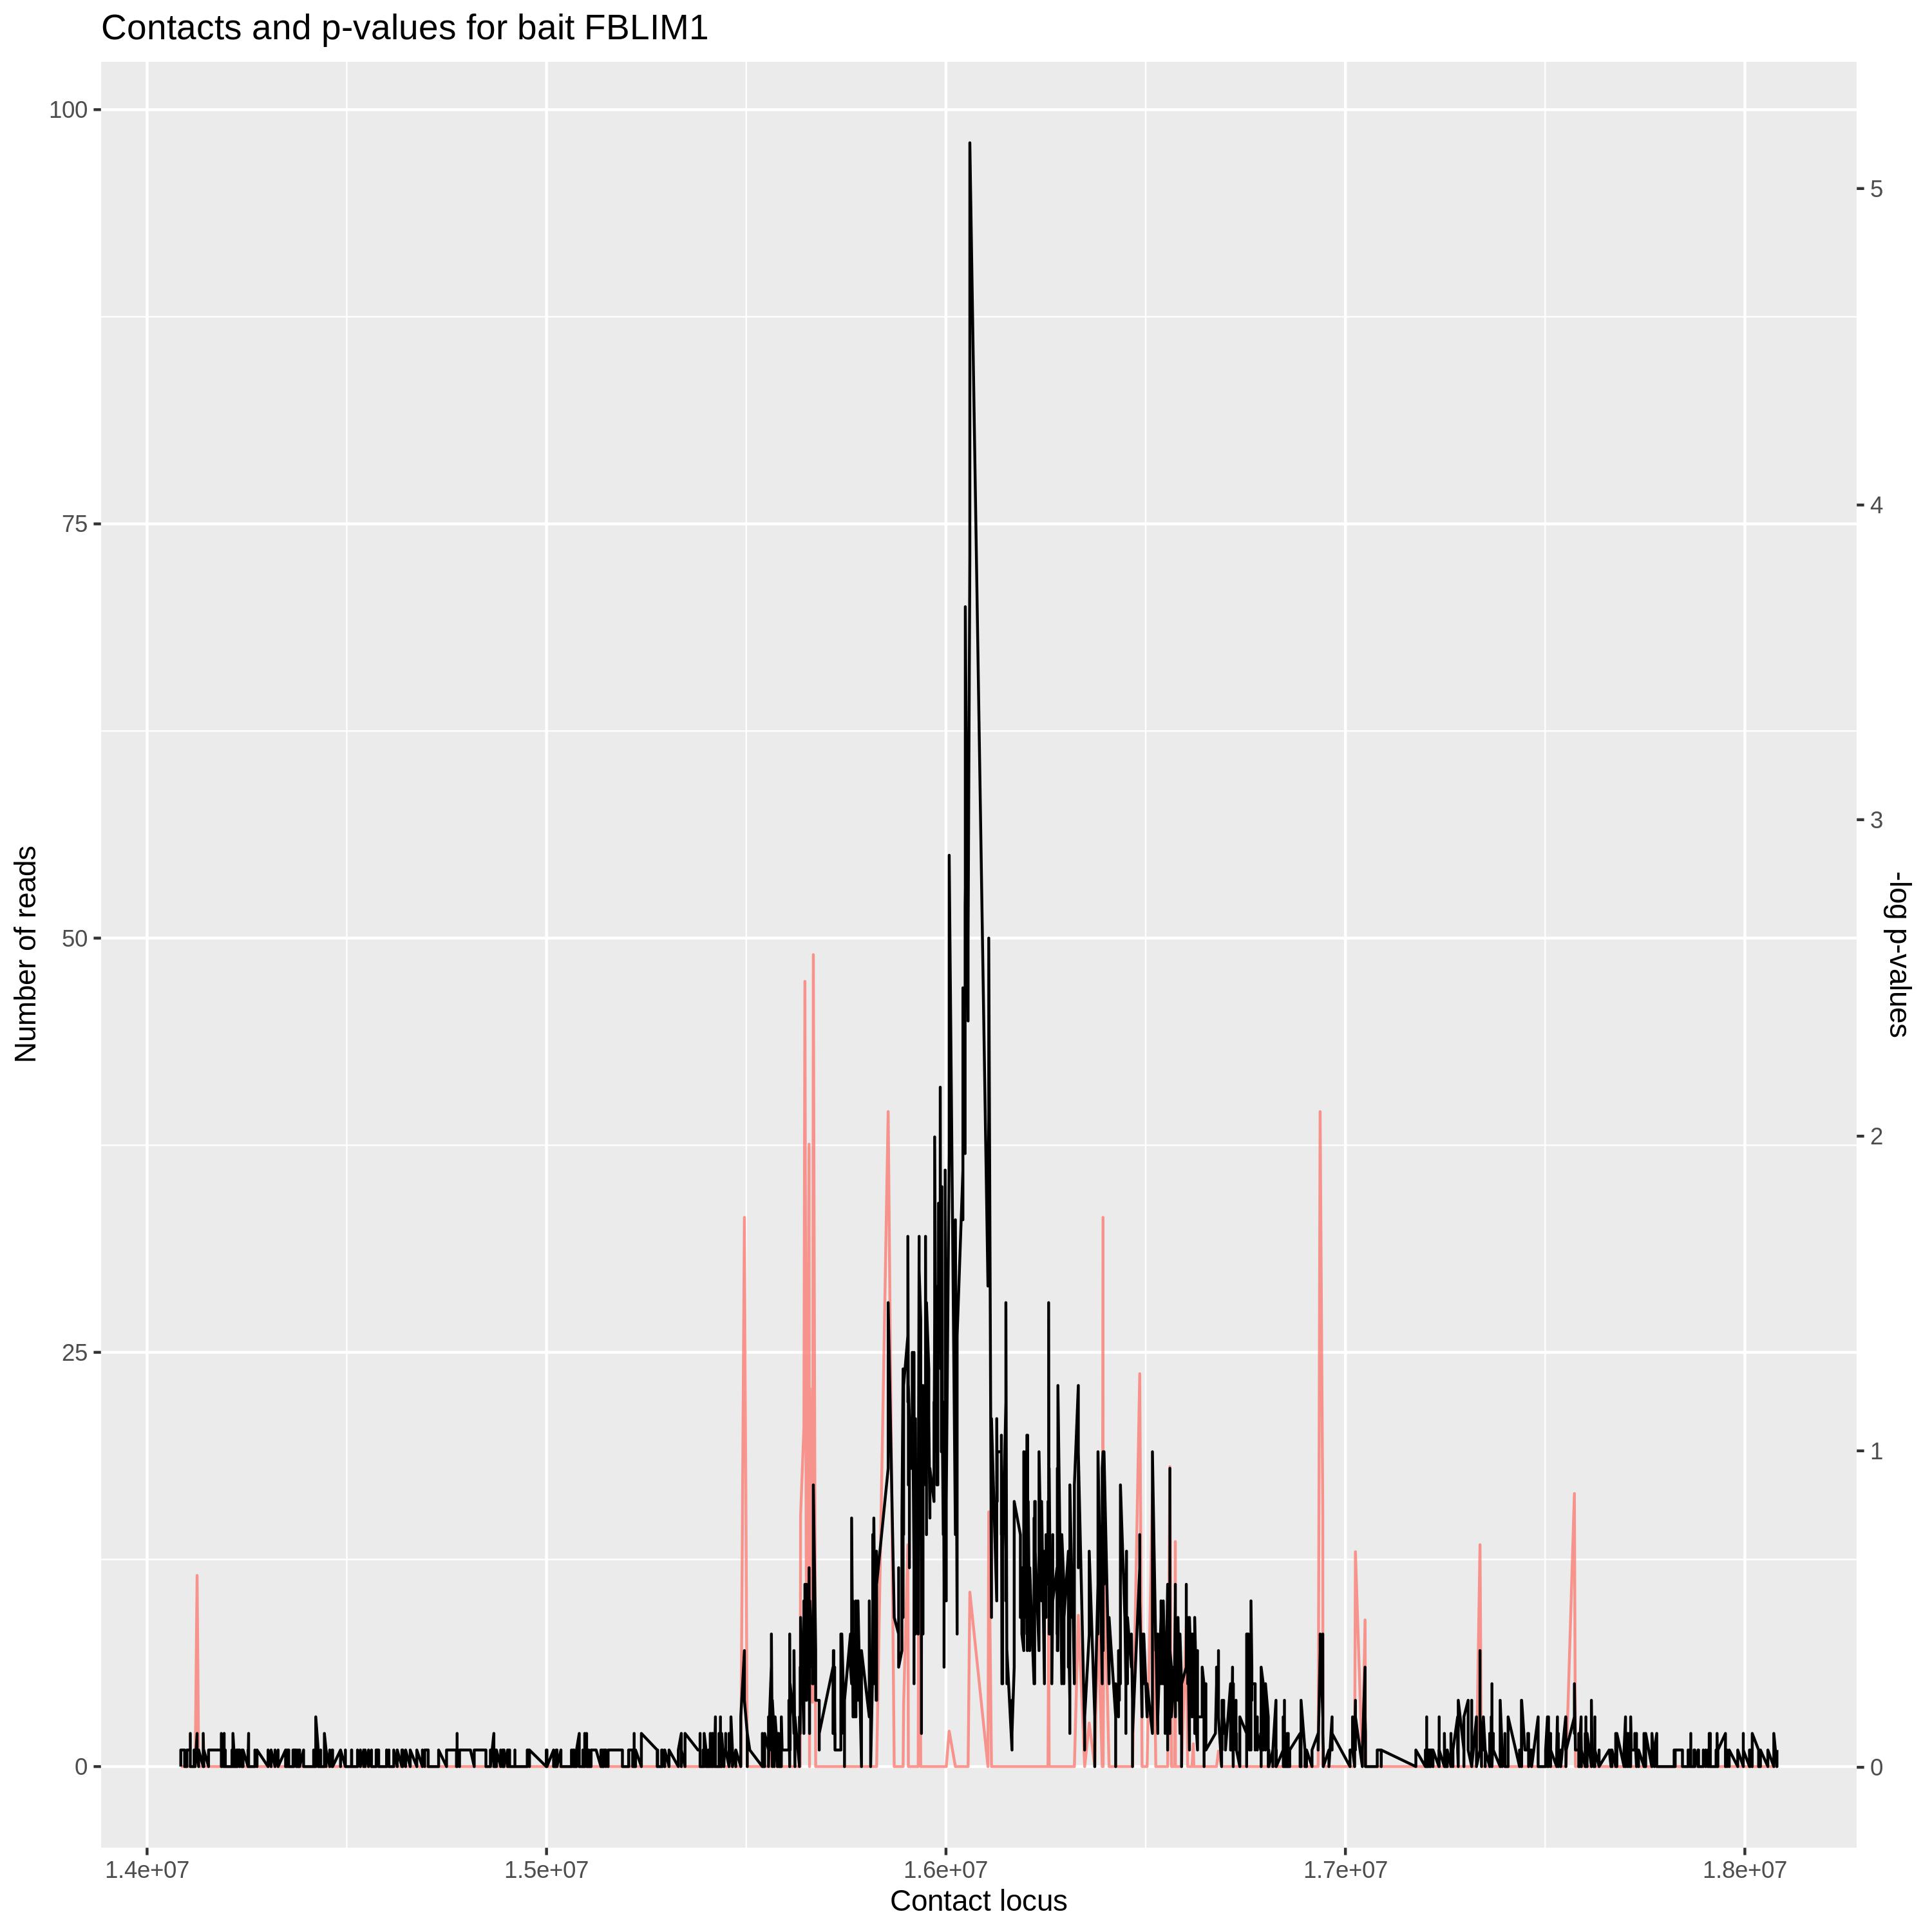 Contacts and p-values for bait FBLIM1
100
75
50
25
0
Number of reads
5
4
3
2
1
0
-log p-values
1.4e+07
1.5e+07
1.6e+07
1.7e+07
1.8e+07
Contact locus